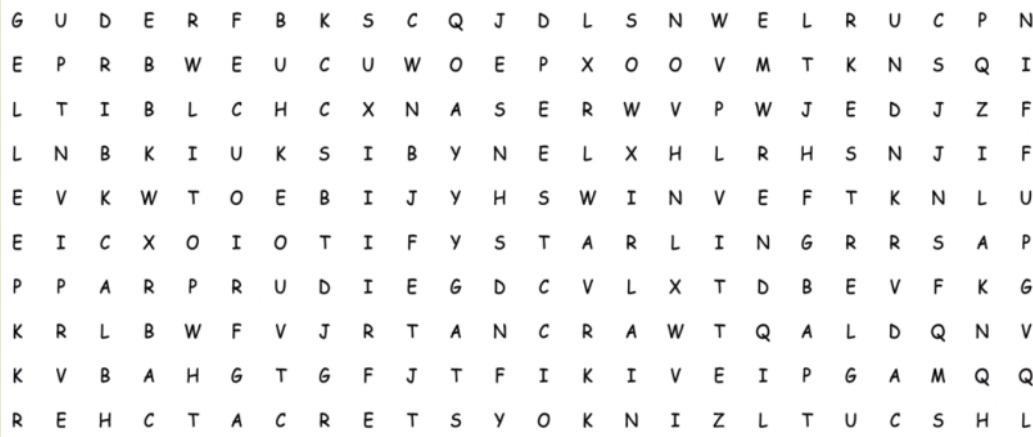 G U D E R F B K S C Q J D L S N W E L R U C P N
E P R B W E U C U W O E P X O O V M T K N S Q I
L T I B L C H C X N A S E R W V P W J E D J Z F
L N B K I U K S I B Y N E L X H L R H S N J I F
E V K W T O E B I J Y H S W I N V E F T K N L U
E I C X O I O T I F Y S T A R L I N G R R S A P
P P A R P R U D I E G D C V L X T D B E V F K G
K R L B W F V J R T A N C R A W T Q A L D Q N V
K V B A H G T G F J T F I K I V E I P G A M Q Q
R E H C T A C R E T S Y O K N I Z L T U C S H L